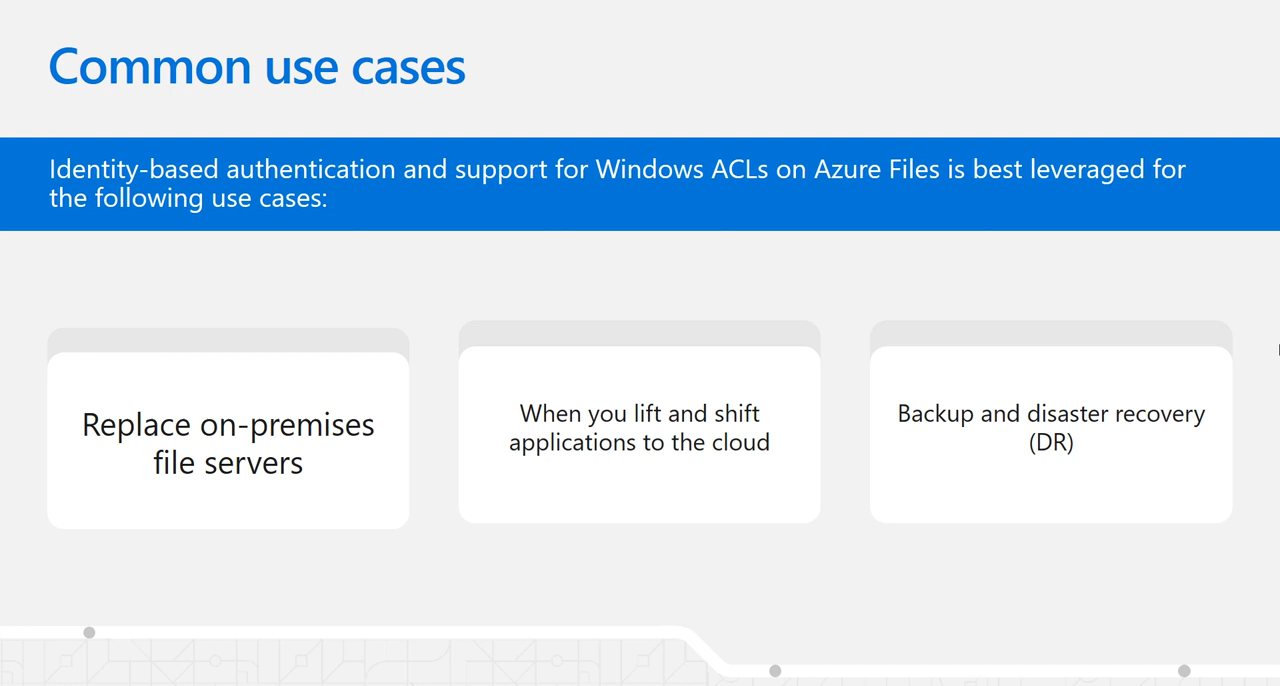 Common use cases
Identity-based authentication and support for Windows ACLs on Azure Files is best leveraged for
the following use cases:
Replace on-premises
file servers
When you lift and shift
applications to the cloud
Backup and disaster recovery
(DR)